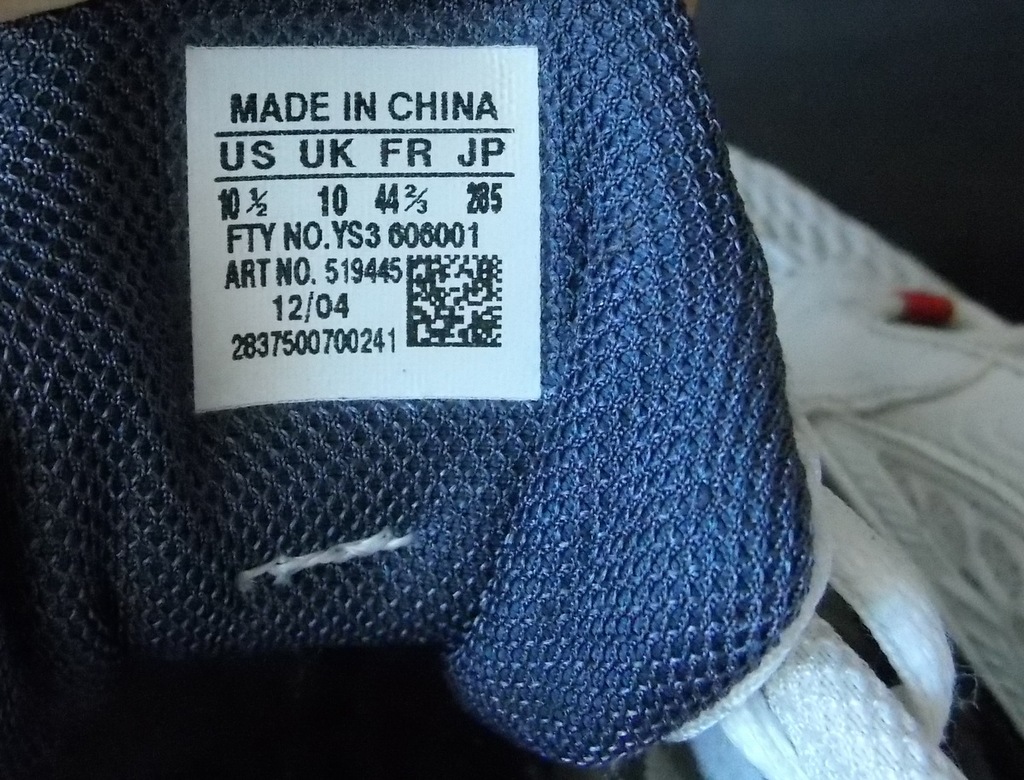 MADE IN CHINA
US UK FR JP
10 ½ 10 44 ⅔ 285
FTY NO.YS3 606001
ART NO. 519445
12/04
2837500700241